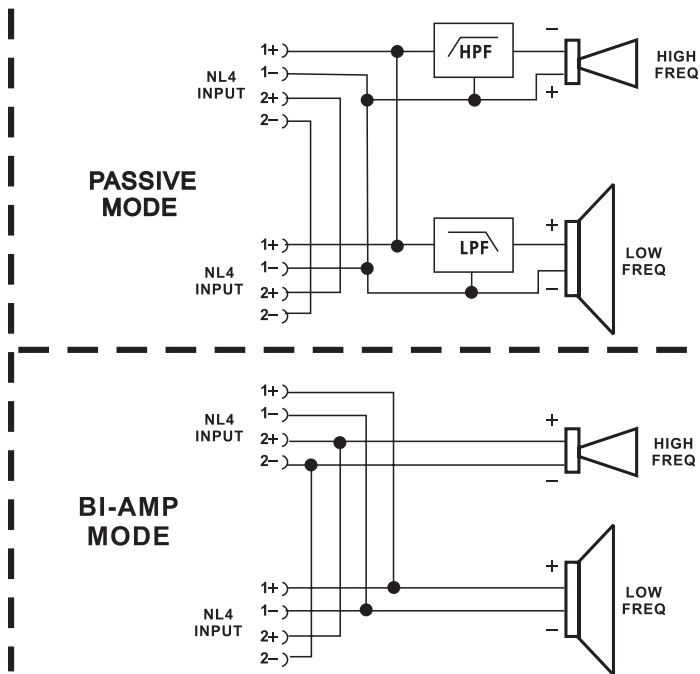 PASSIVE
MODE
NL4
INPUT
1+
1−
2+
2−
HPF
−
+
HIGH
FREQ
NL4
INPUT
1+
1−
2+
2−
LPF
+
−
LOW
FREQ
BI-AMP
MODE
NL4
INPUT
1+
1−
2+
2−
+
−
HIGH
FREQ
NL4
INPUT
1+
1−
2+
2−
+
−
LOW
FREQ